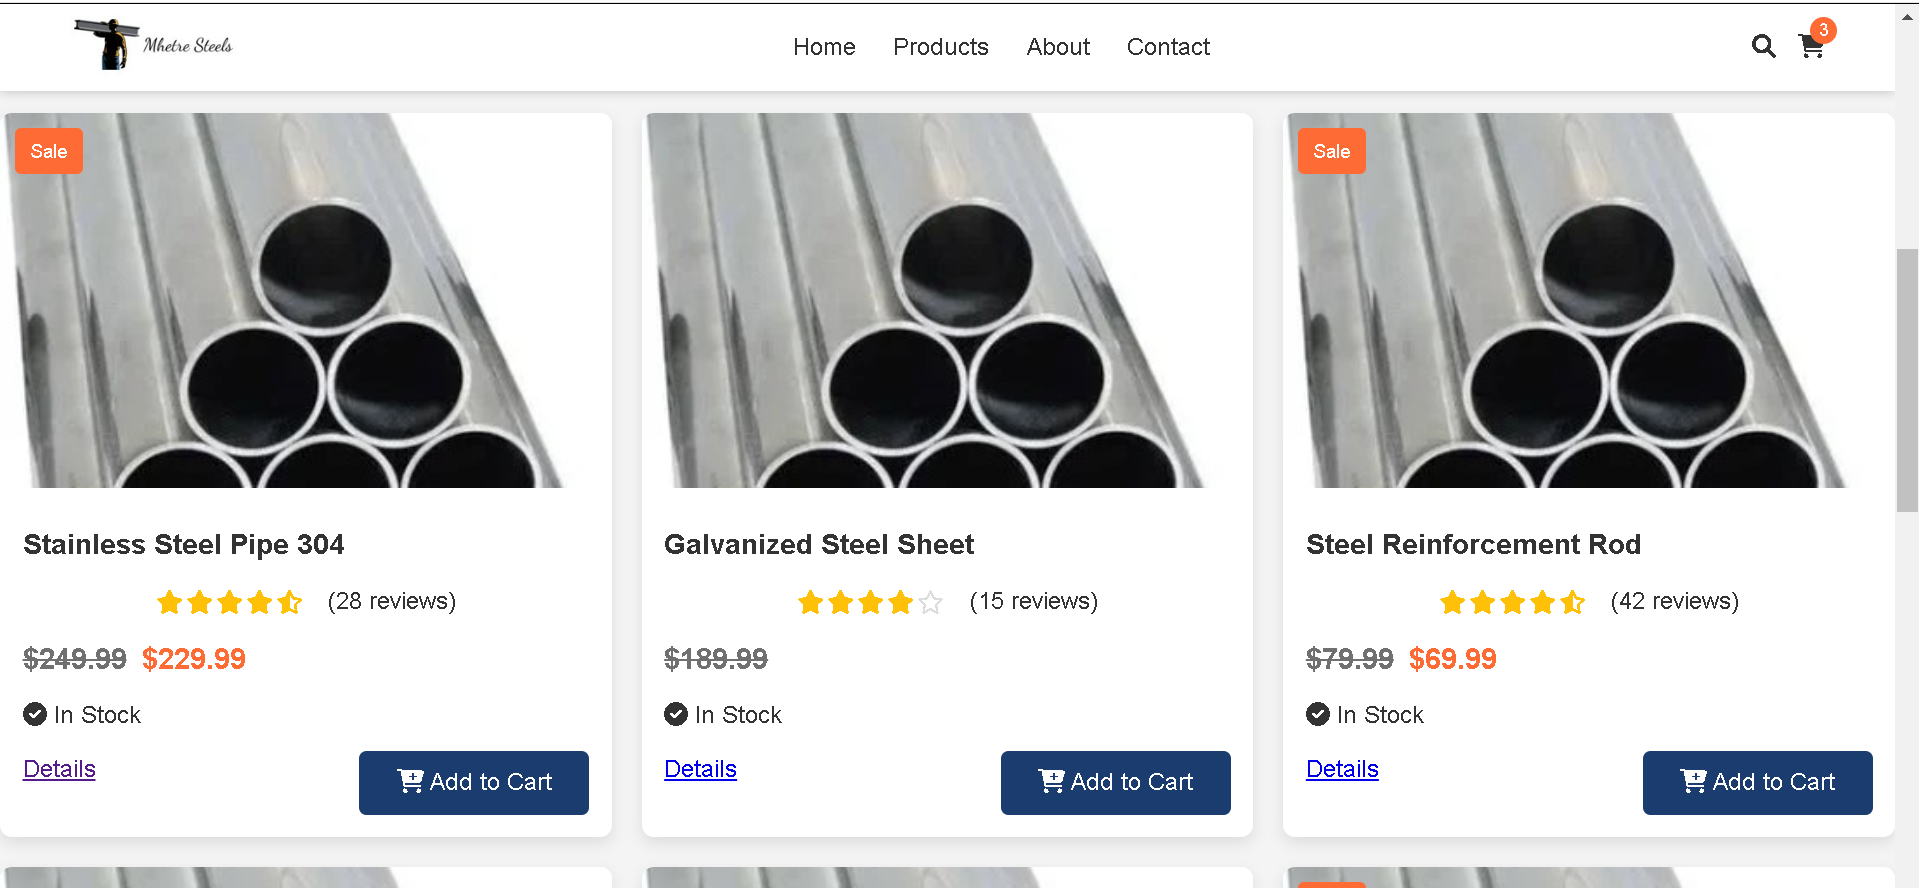 Mhetre Steels
Home Products About Contact
3
Sale
Sale
Stainless Steel Pipe 304
(28 reviews)
$249.99 $229.99
In Stock
Details
Add to Cart
Galvanized Steel Sheet
(15 reviews)
$189.99
In Stock
Details
Add to Cart
Steel Reinforcement Rod
(42 reviews)
$79.99 $69.99
In Stock
Details
Add to Cart